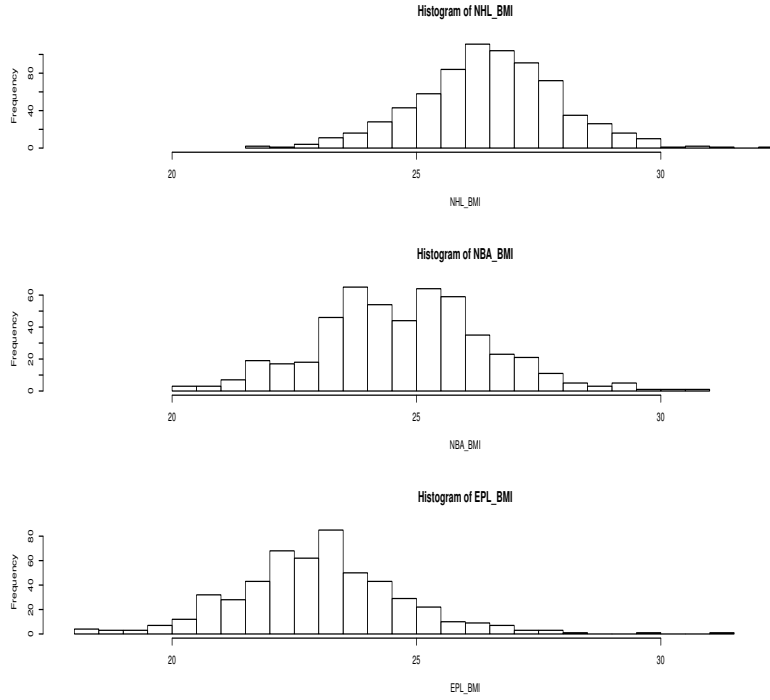 Histogram of NHL_BMI
Frequency
0 40 80
20 25 30
NHL_BMI
Histogram of NBA_BMI
Frequency
0 20 40 60
20 25 30
NBA_BMI
Histogram of EPL_BMI
Frequency
0 20 40 60 80
20 25 30
EPL_BMI